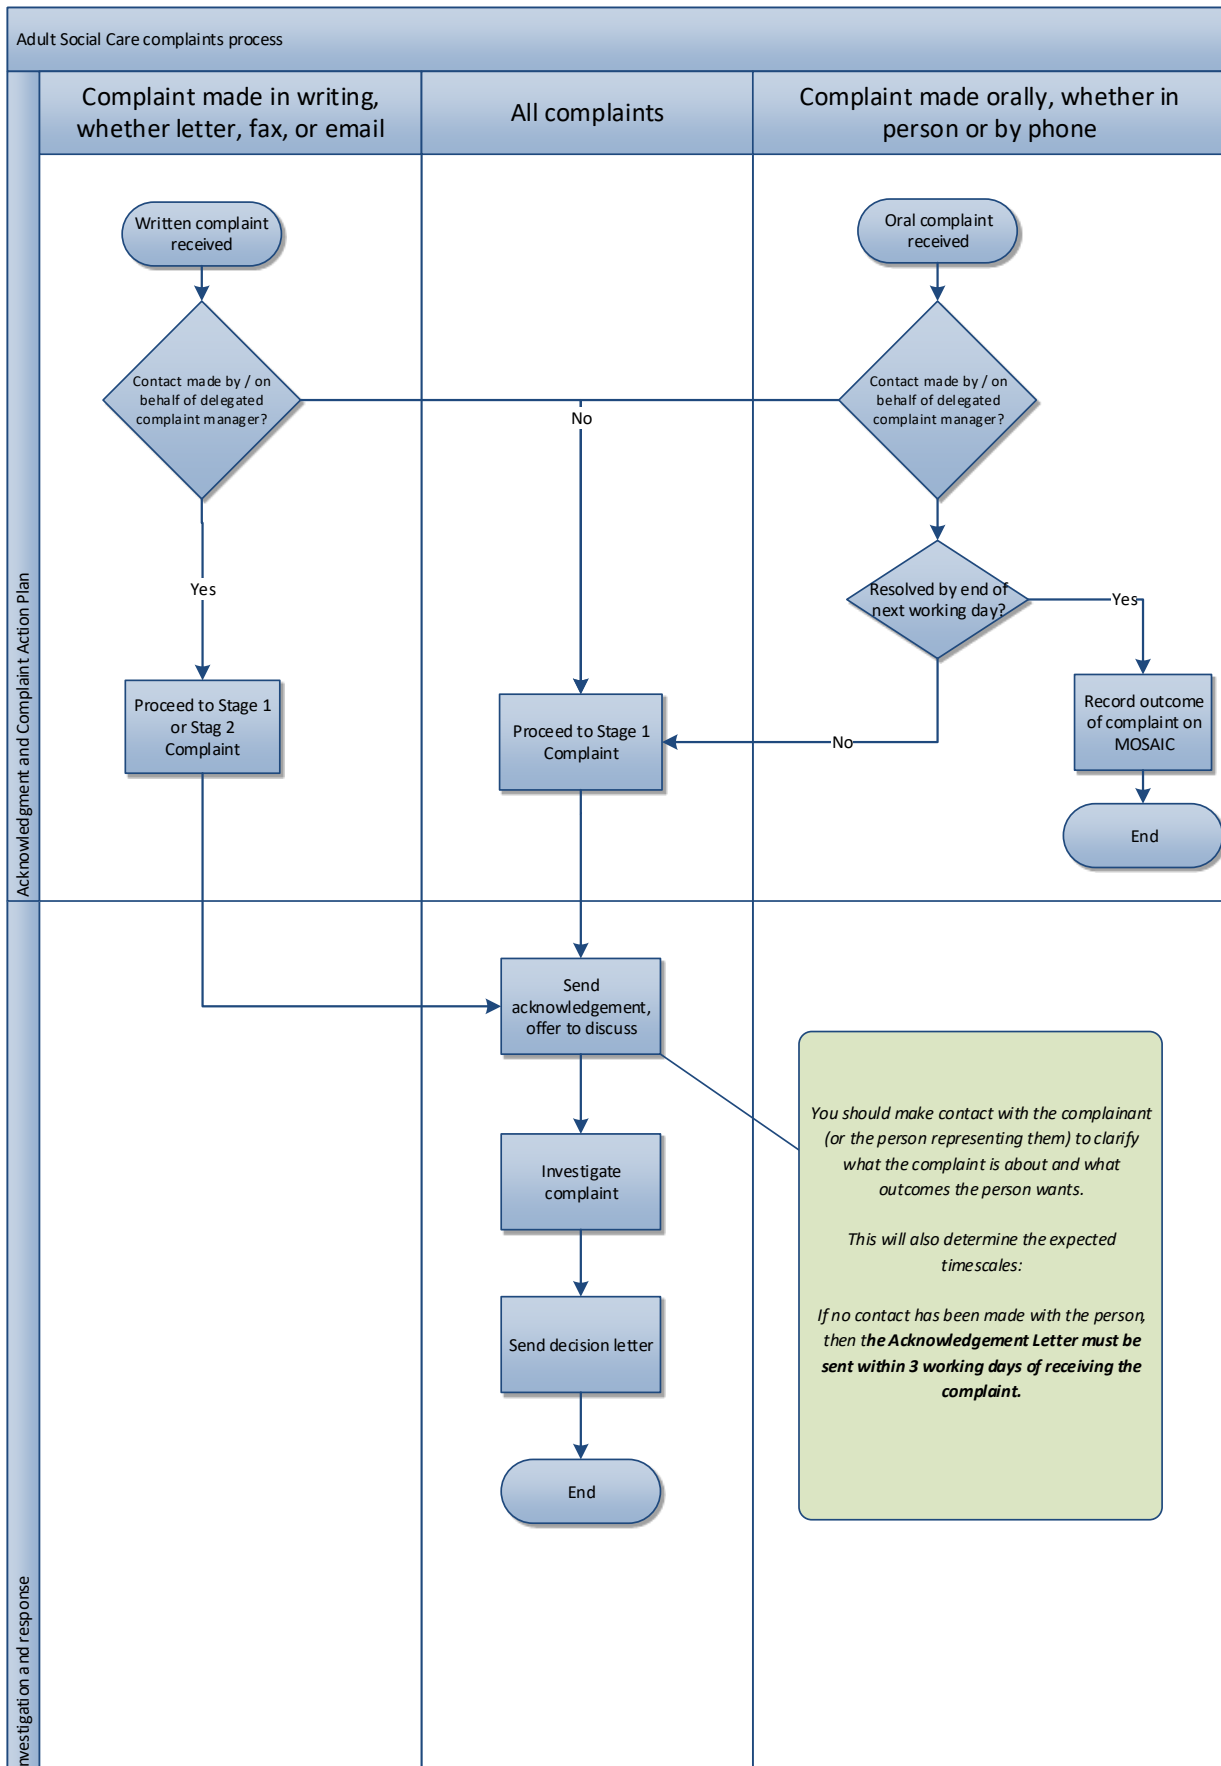 Adult Social Care complaints process
Complaint made in writing,
whether letter, fax, or email
All complaints
Complaint made orally, whether in
person or by phone
Acknowledgment and Complaint Action Plan
Written complaint
received
Oral complaint
received
Contact made by / on
behalf of delegated
complaint manager?
Contact made by / on
behalf of delegated
complaint manager?
No
Yes
Resolved by end of
next working day?
Yes
Proceed to Stage 1
or Stag 2
Complaint
Proceed to Stage 1
Complaint
No
Record outcome
of complaint on
MOSAIC
End
nvestigation and response
Send
acknowledgement,
offer to discuss
You should make contact with the complainant
(or the person representing them) to clarify
what the complaint is about and what
outcomes the person wants.
This will also determine the expected
timescales:
If no contact has been made with the person,
then the Acknowledgement Letter must be
sent within 3 working days of receiving the
complaint.
Investigate
complaint
Send decision letter
End